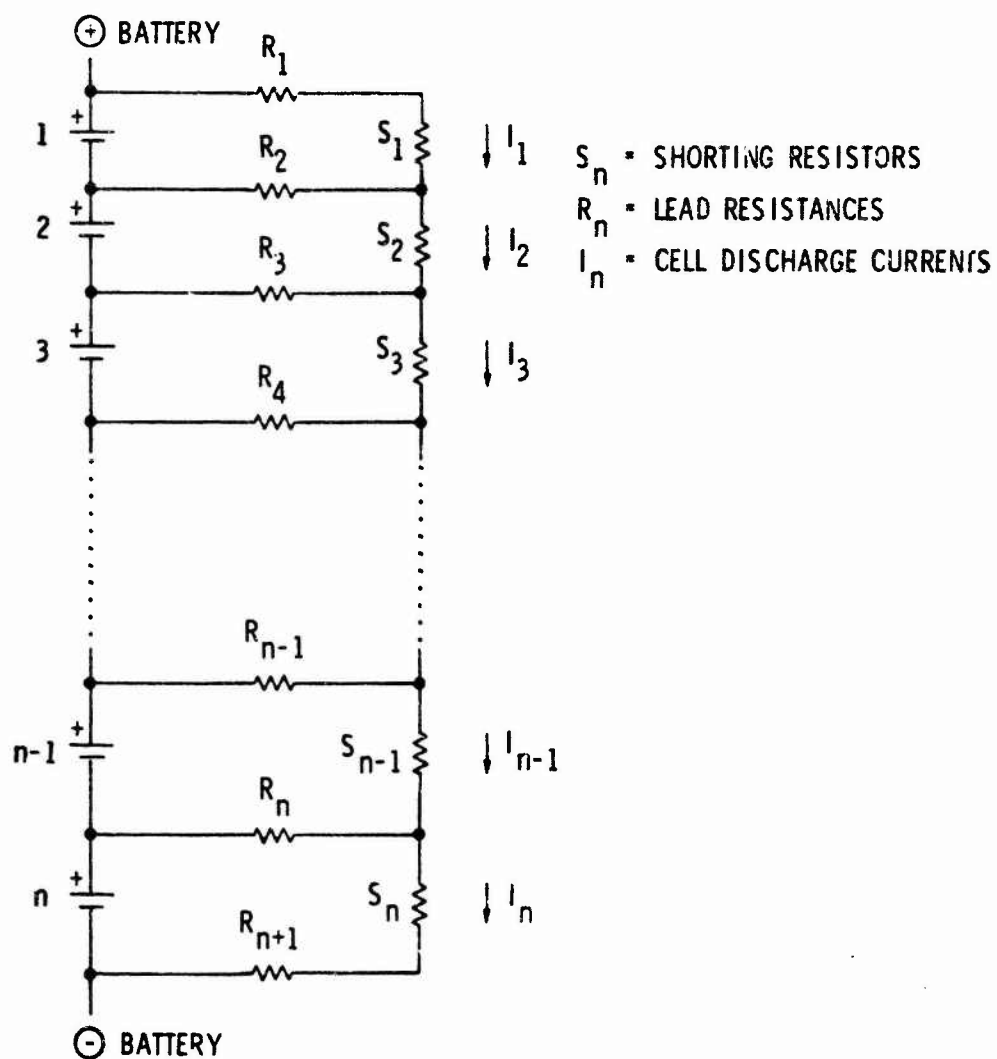 ⊕ BATTERY
R1
1 + S1 ↓ I1
R2
2 + S2 ↓ I2
R3
3 + S3 ↓ I3
R4
Sn = SHORTING RESISTORS
Rn = LEAD RESISTANCES
In = CELL DISCHARGE CURRENTS
Rn-1
n-1 + Sn-1 ↓ In-1
Rn
n + Sn ↓ In
Rn+1
⊖ BATTERY